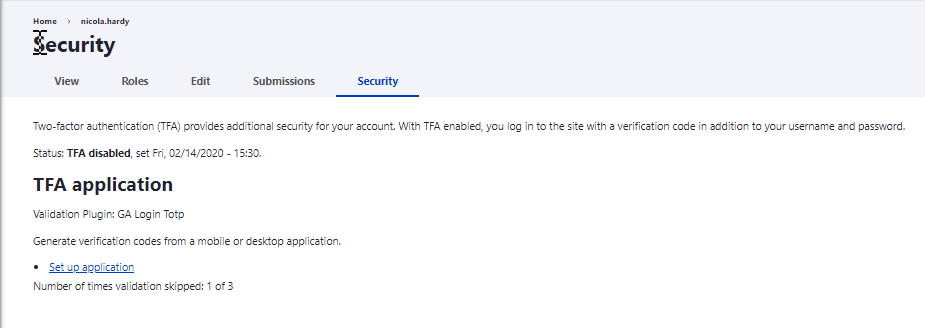 Home › nicola.hardy
Security
View Roles Edit Submissions Security
Two-factor authentication (TFA) provides additional security for your account. With TFA enabled, you log in to the site with a verification code in addition to your username and password.
Status: TFA disabled, set Fri, 02/14/2020 - 15:30.
TFA application
Validation Plugin: GA Login Totp
Generate verification codes from a mobile or desktop application.
• Set up application
Number of times validation skipped: 1 of 3